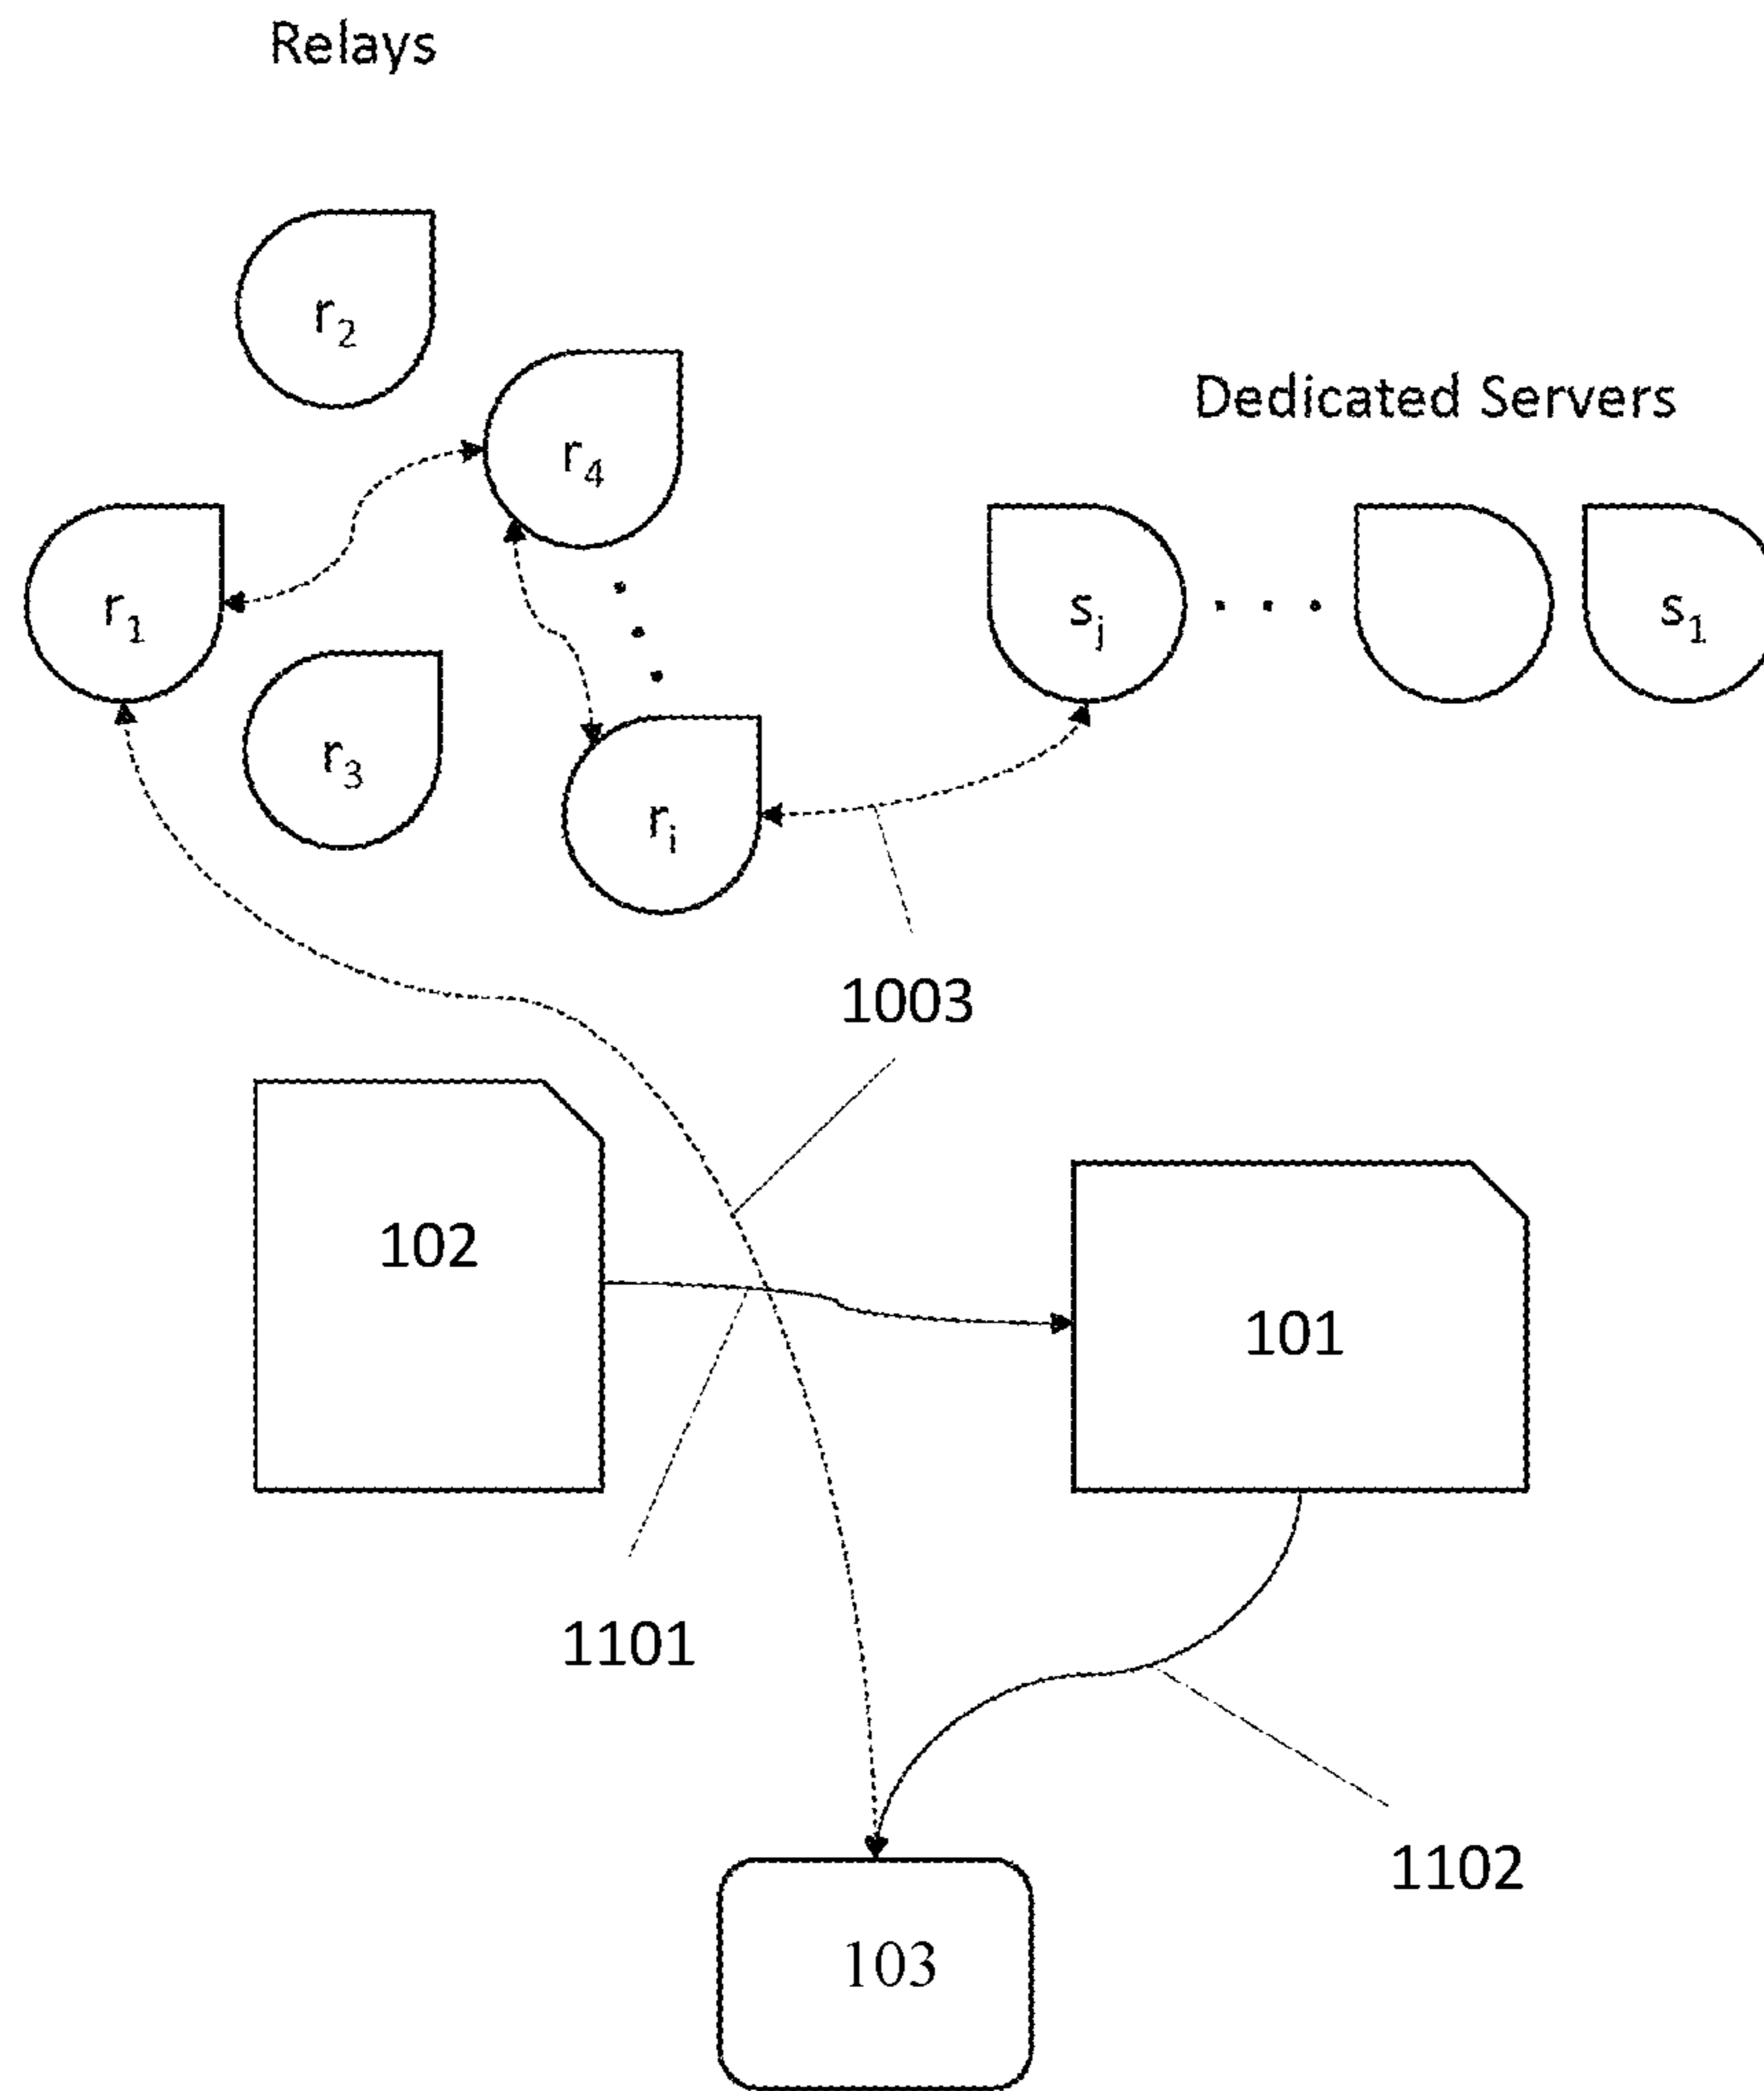 Relays
r2
r4
Dedicated Servers
r1
sj
s1
r3
ri
1003
102
101
1101
1102
103